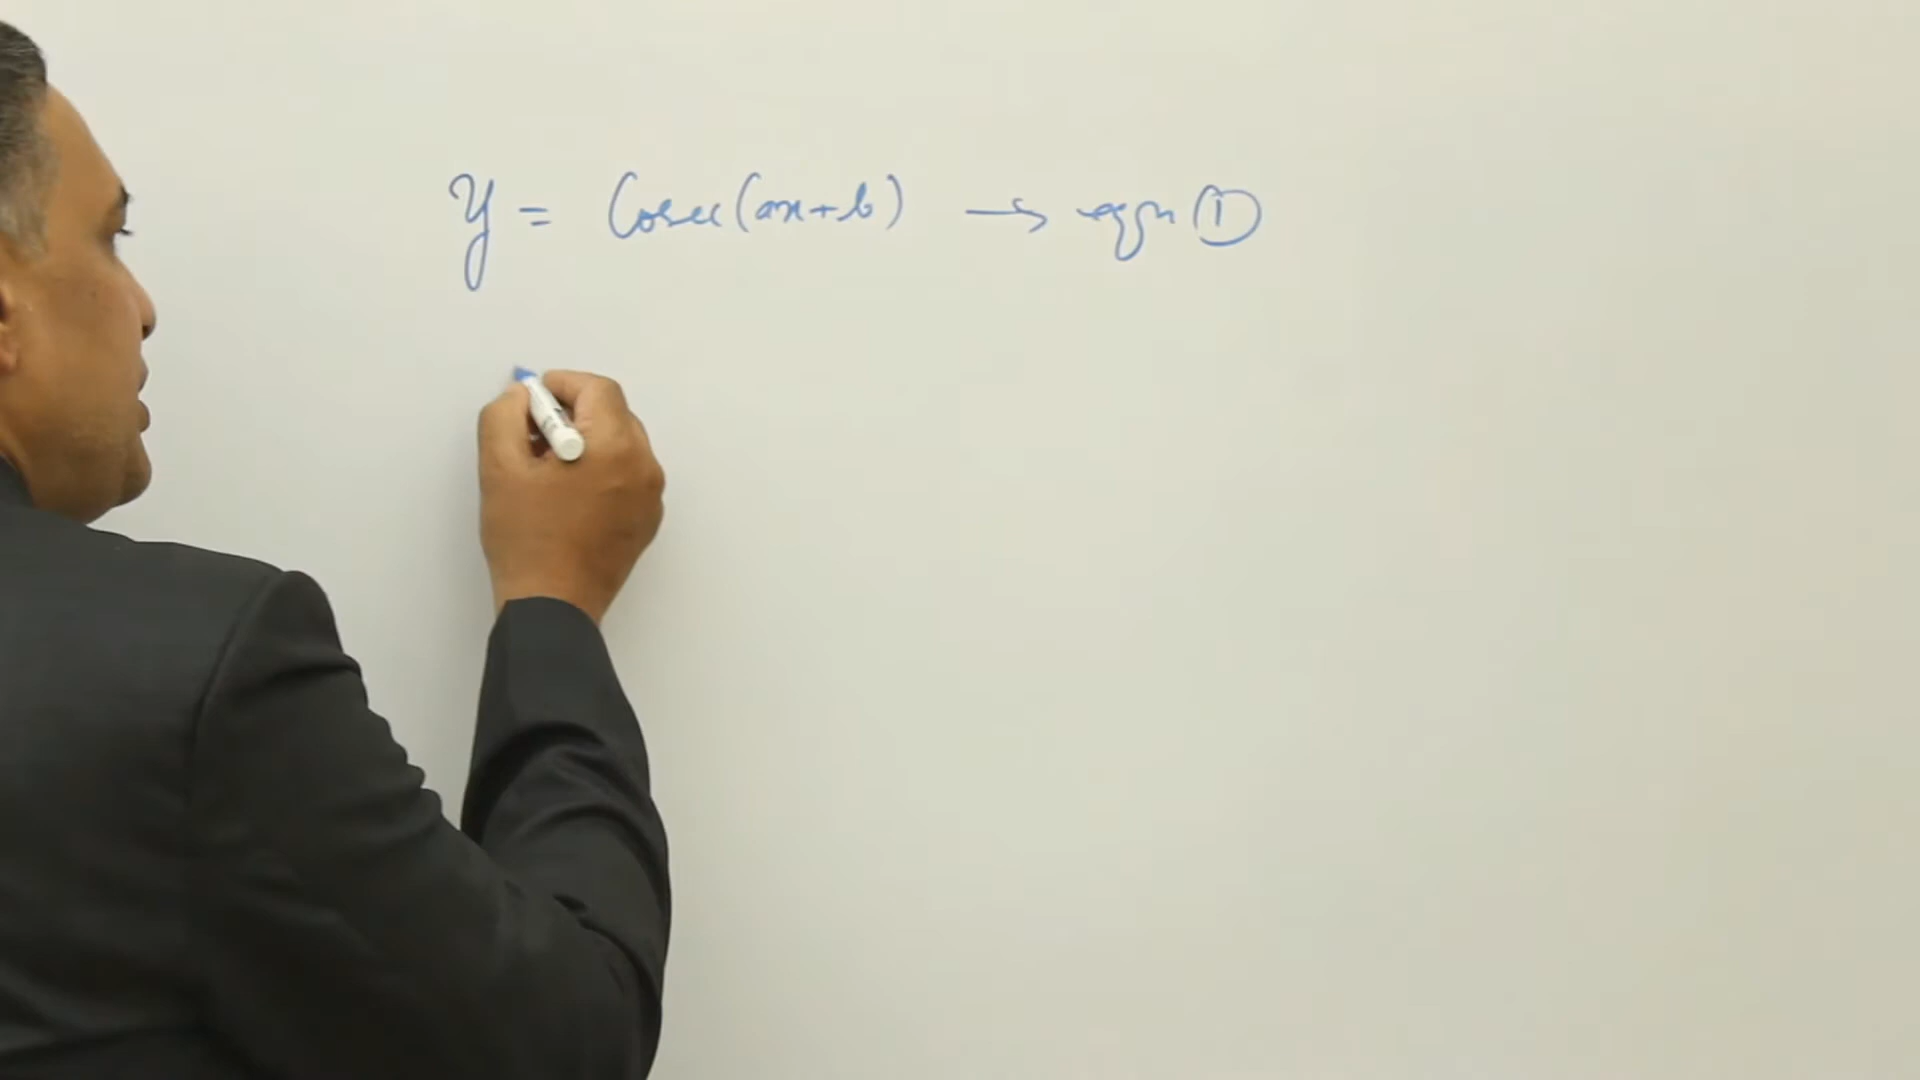 y = Cosec(ax+b) → eqn ①